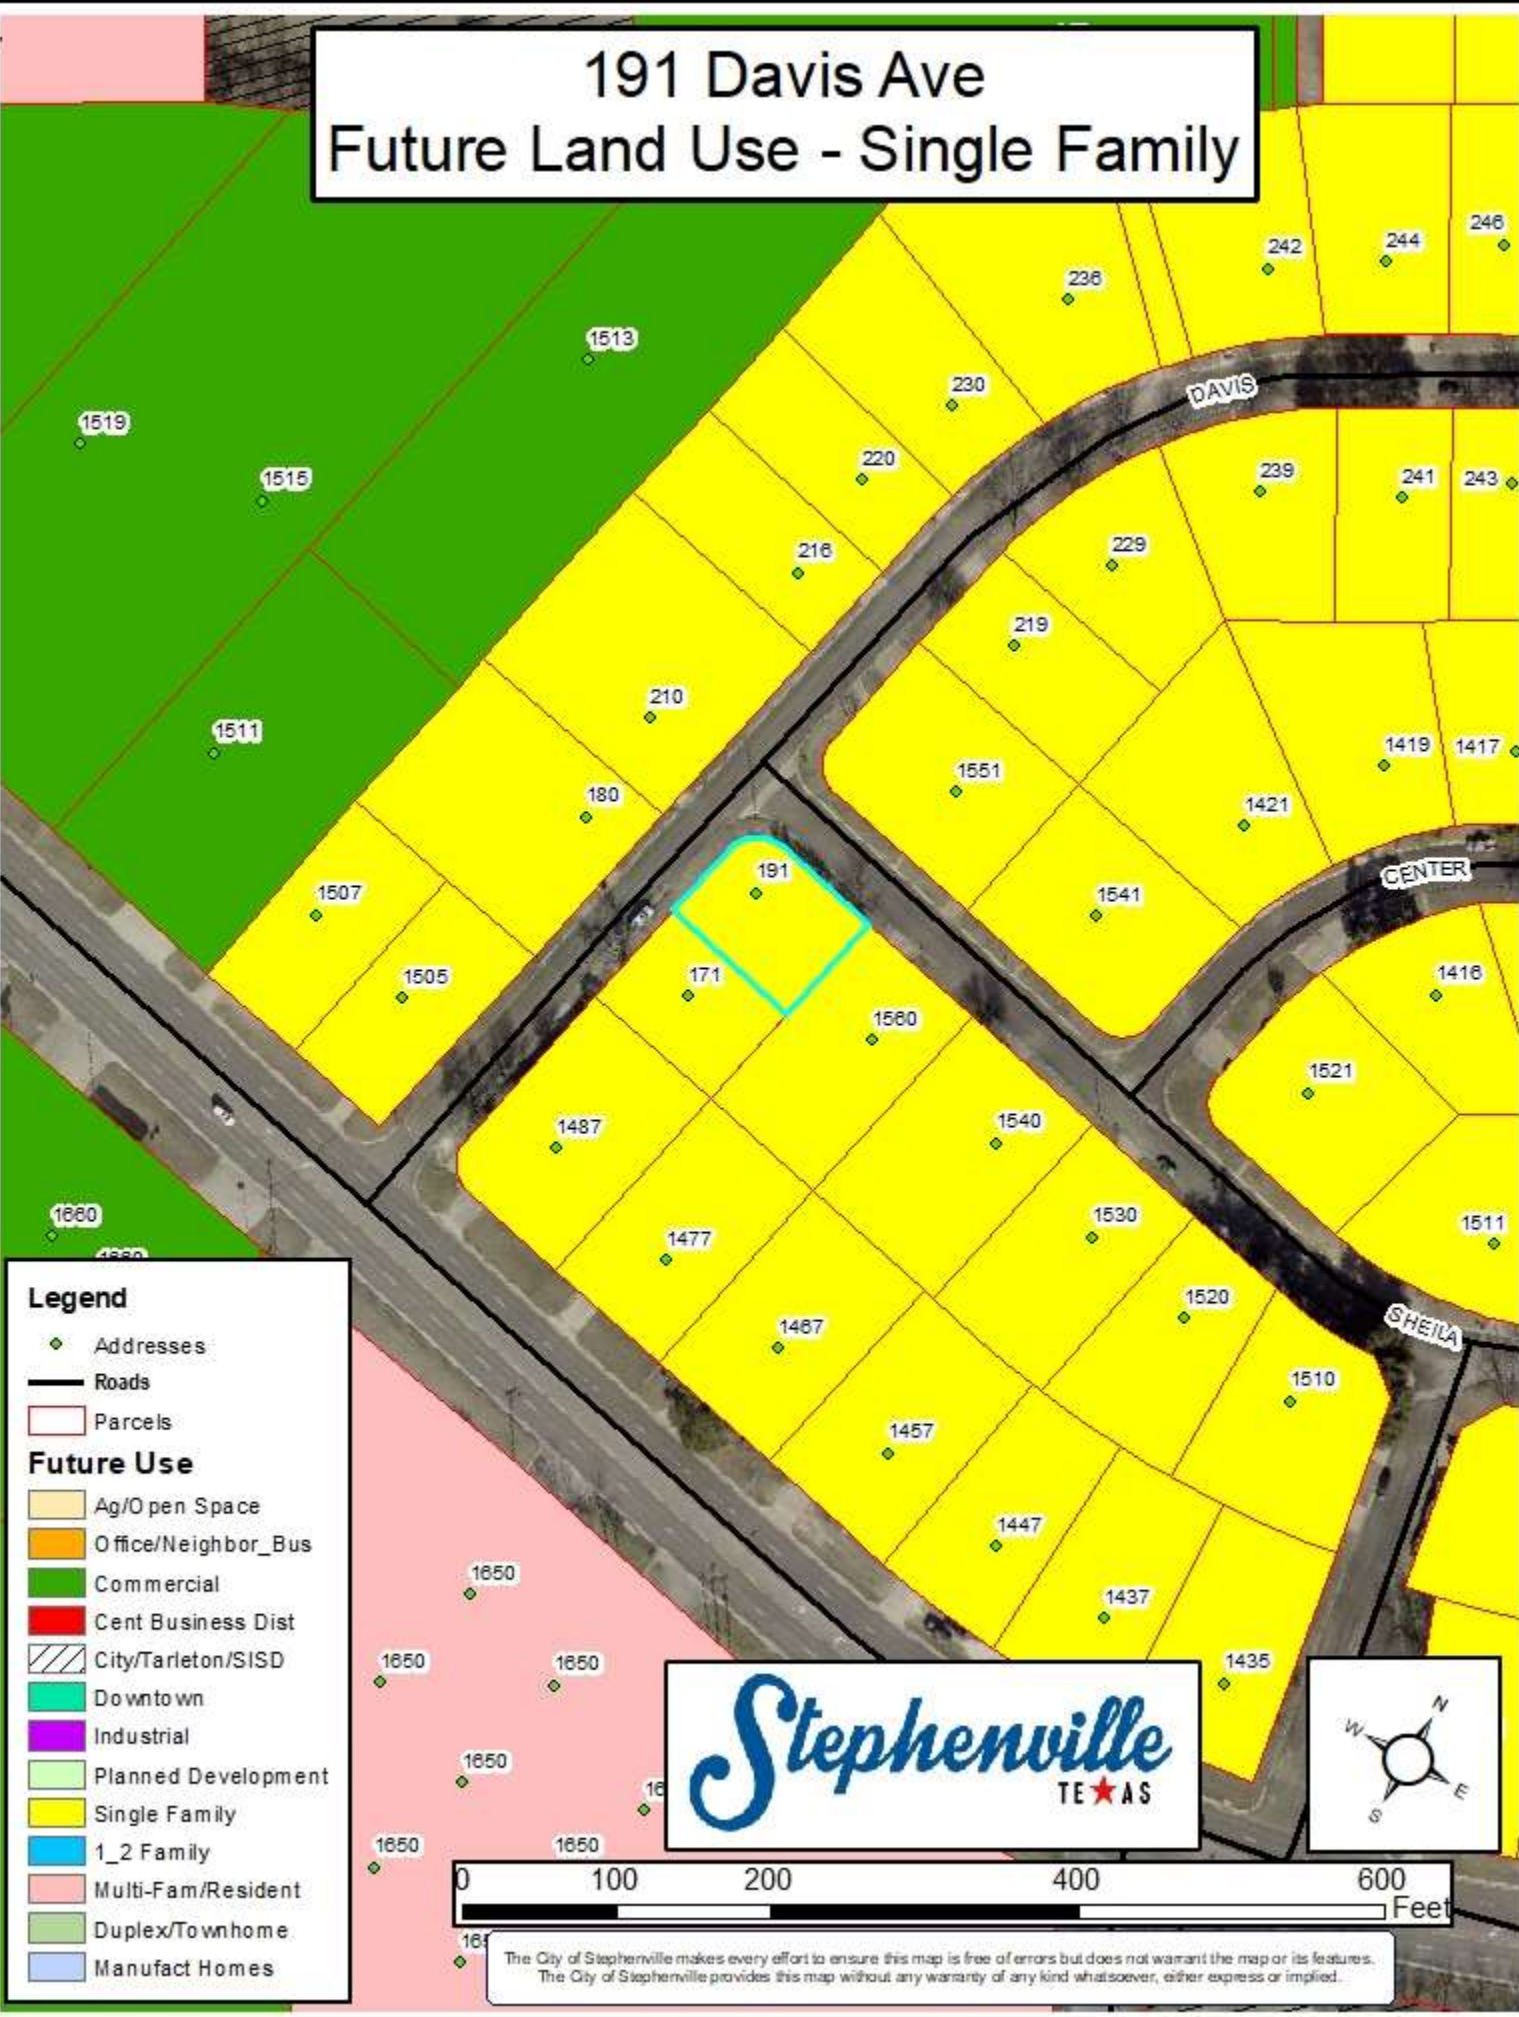 191 Davis Ave
Future Land Use - Single Family
246
242
244
236
1513
230
DAVIS
1519
220
239
241
243
1515
216
229
219
210
1511
1419
1417
1551
180
1421
191
CENTER
1507
1541
171
1416
1505
1560
1521
1487
1540
1660
1530
1511
1477
1520
SHEILA
1467
1510
1457
1447
1437
1435
1650
1650
1650
1650
1650
1650
Legend
Addresses
Roads
Parcels
Future Use
Ag/Open Space
Office/Neighbor_Bus
Commercial
Cent Business Dist
City/Tarleton/SISD
Downtown
Industrial
Planned Development
Single Family
1_2 Family
Multi-Fam/Resident
Duplex/Townhome
Manufact Homes
Stephenville
TEXAS
N
W
E
S
0 100 200 400 600
Feet
The City of Stephenville makes every effort to ensure this map is free of errors but does not warrant the map or its features.
The City of Stephenville provides this map without any warranty of any kind whatsoever, either express or implied.